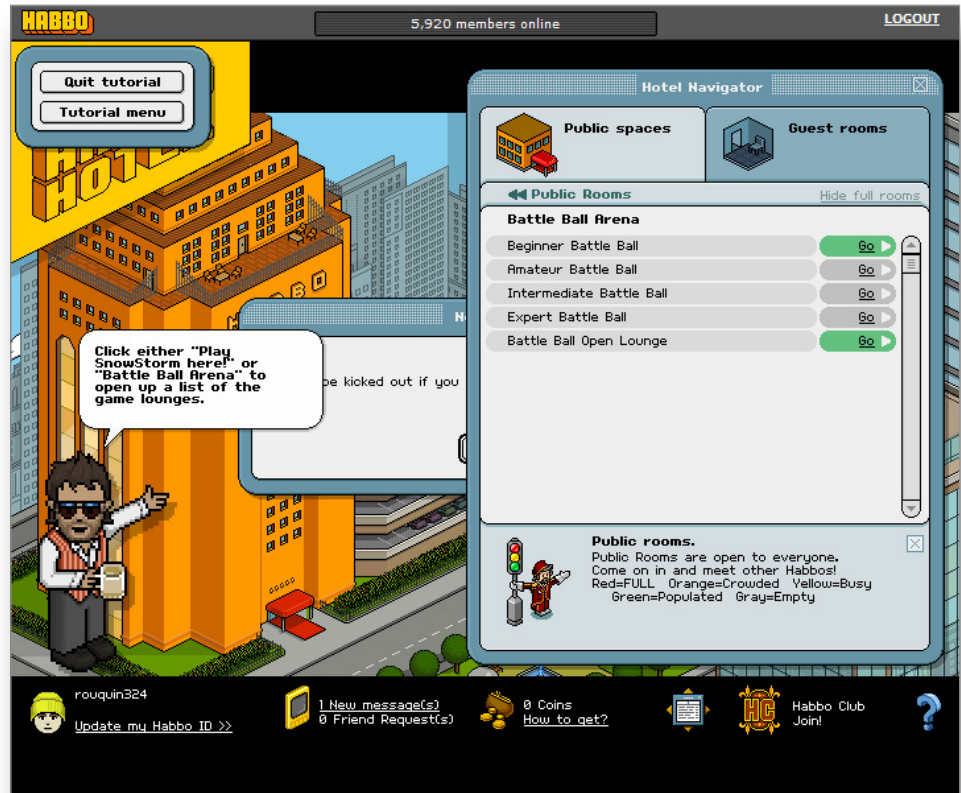 HABBO
5,920 members online
LOGOUT
Quit tutorial
Tutorial menu
HOTEL
Hotel Navigator
Public spaces
Guest rooms
Public Rooms
Hide full rooms
Battle Ball Arena
Beginner Battle Ball Go
Amateur Battle Ball Go
Intermediate Battle Ball Go
Expert Battle Ball Go
Battle Ball Open Lounge Go
Click either "Play
SnowStorm here!" or
"Battle Ball Arena" to
open up a list of the
game lounges.
be kicked out if you
Public rooms.
Public Rooms are open to everyone.
Come on in and meet other Habbos!
Red=FULL Orange=Crowded Yellow=Busy
Green=Populated Gray=Empty
rouquin324
Update my Habbo ID >>
1 New message(s)
0 Friend Request(s)
0 Coins
How to get?
HC
Habbo Club
Join!
?